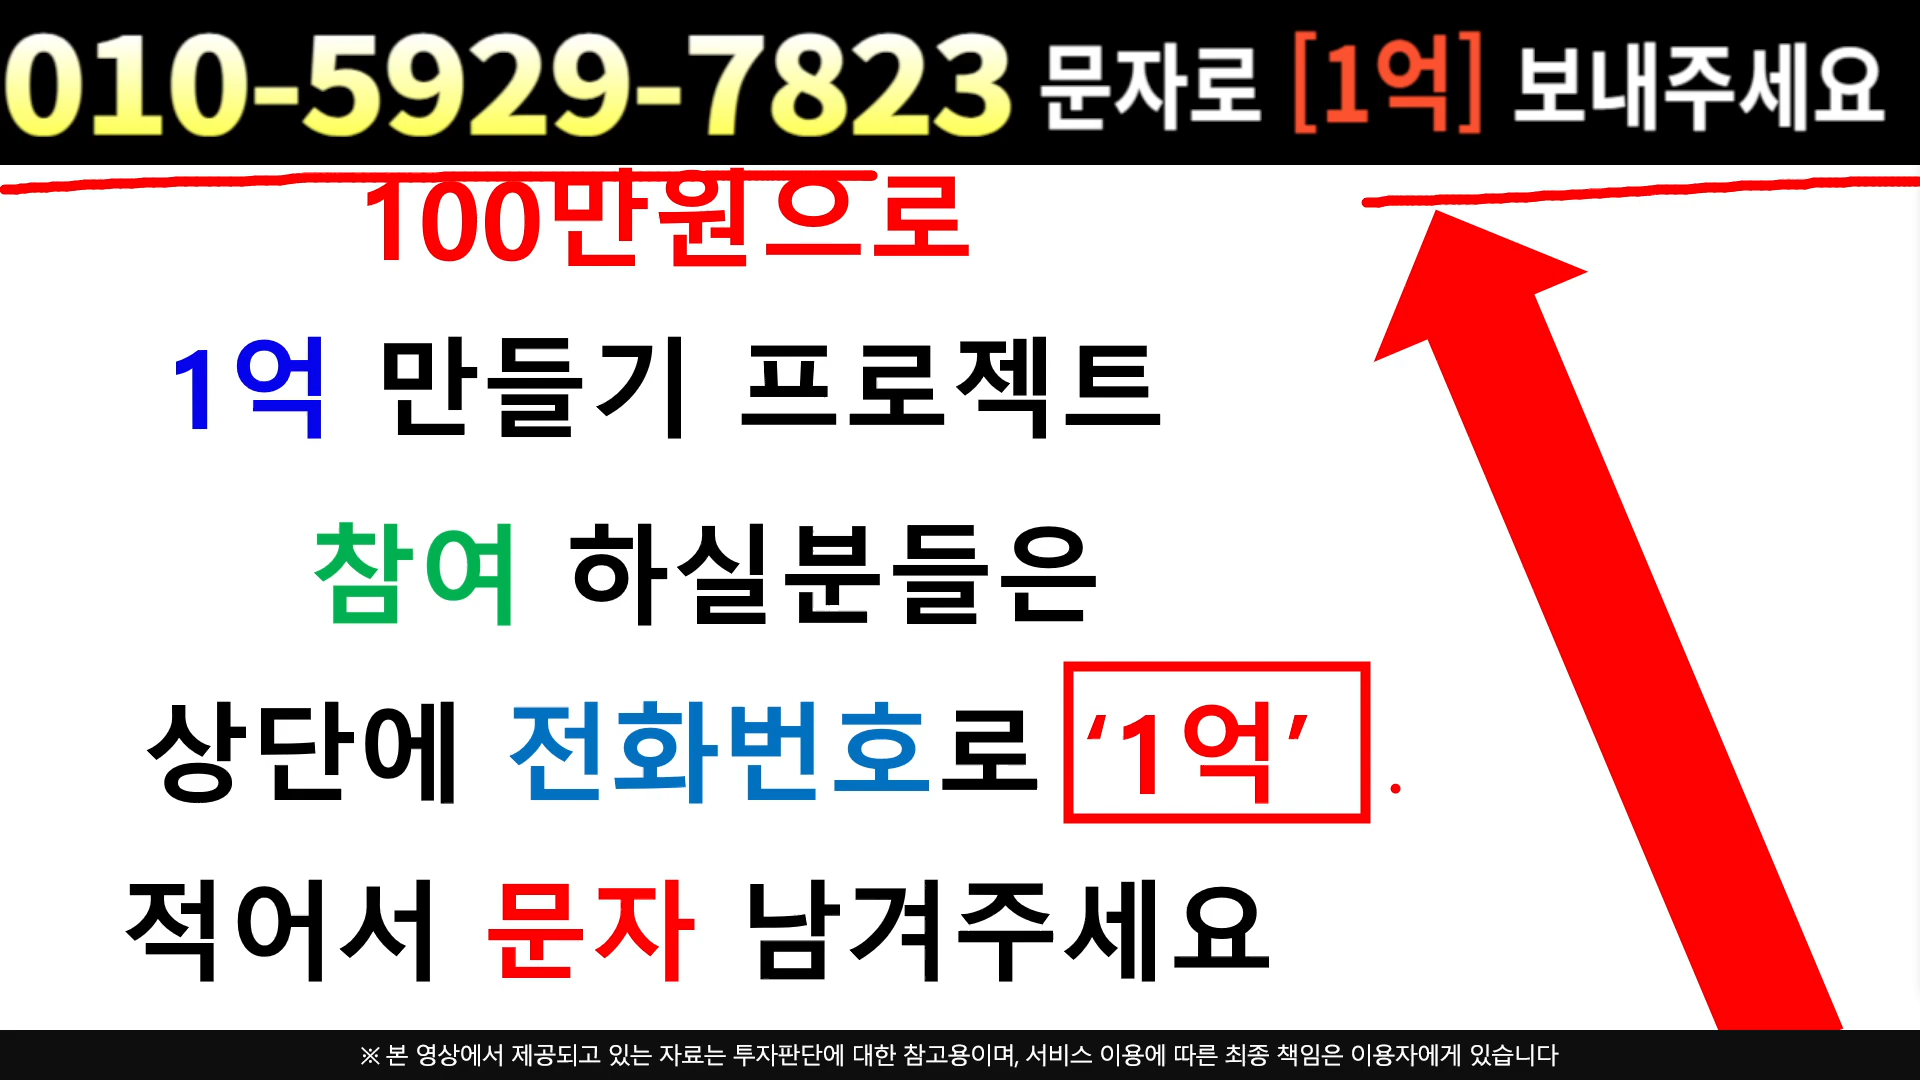 010-5929-7823 문자로 [1억] 보내주세요
100만원으로
1억 만들기 프로젝트
참여 하실분들은
상단에 전화번호로 ‘1억’ .
적어서 문자 남겨주세요
※ 본 영상에서 제공되고 있는 자료는 투자판단에 대한 참고용이며, 서비스 이용에 따른 최종 책임은 이용자에게 있습니다